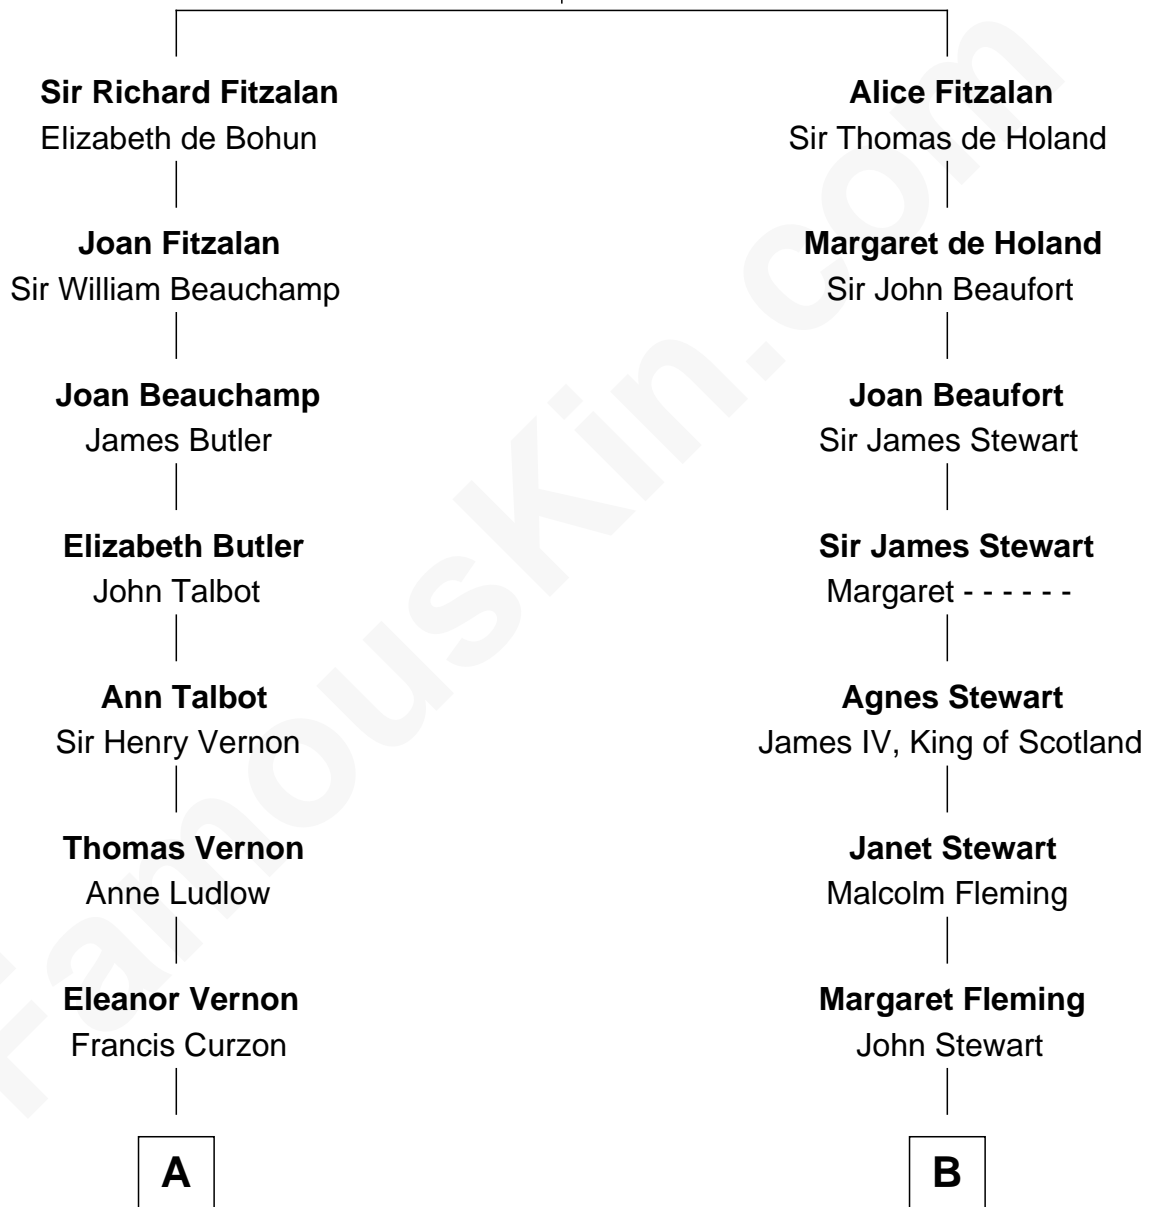 Sir Richard Fitzalan
Elizabeth de Bohun
Joan Fitzalan
Sir William Beauchamp
Joan Beauchamp
James Butler
Elizabeth Butler
John Talbot
Ann Talbot
Sir Henry Vernon
Thomas Vernon
Anne Ludlow
Eleanor Vernon
Francis Curzon
A
Alice Fitzalan
Sir Thomas de Holand
Margaret de Holand
Sir John Beaufort
Joan Beaufort
Sir James Stewart
Sir James Stewart
Margaret - - - - - -
Agnes Stewart
James IV, King of Scotland
Janet Stewart
Malcolm Fleming
Margaret Fleming
John Stewart
B
FamousKin.com